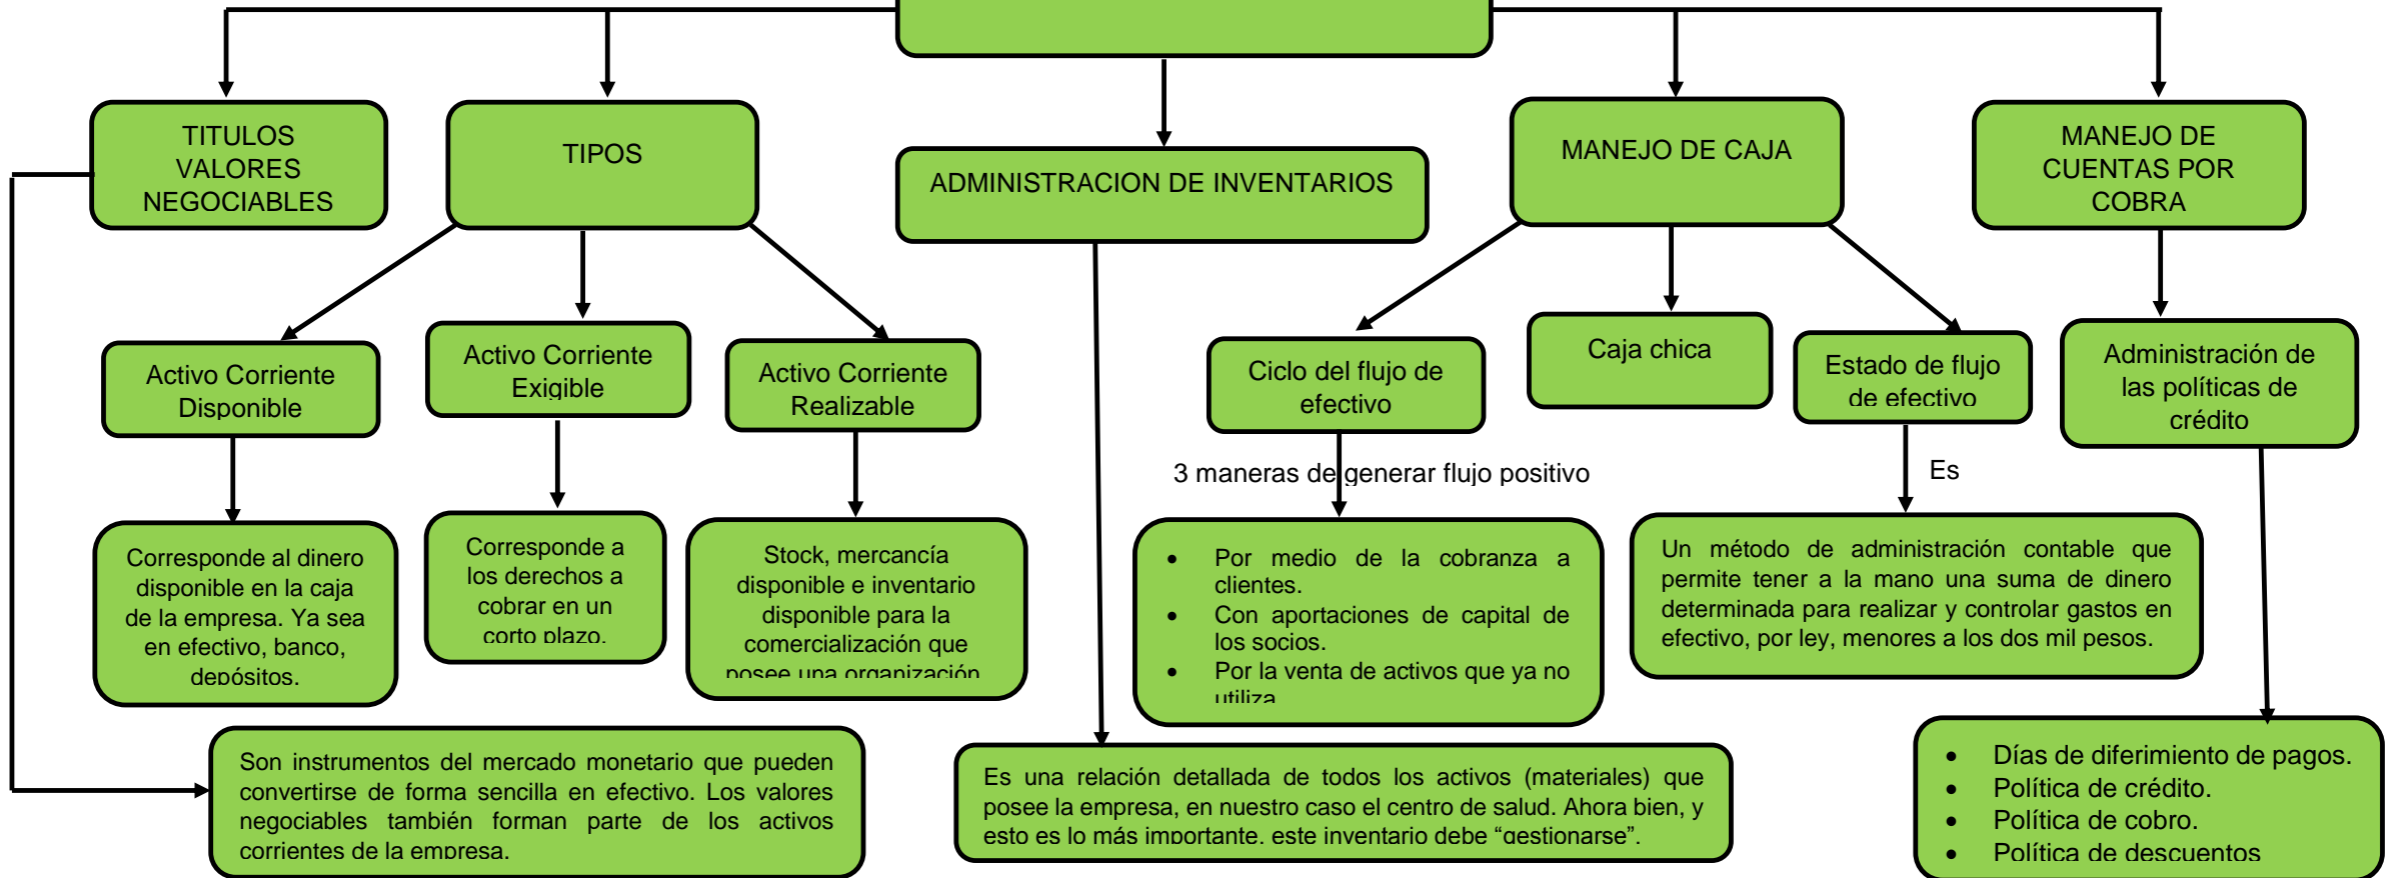 TITULOS
VALORES
NEGOCIABLES
TIPOS
ADMINISTRACION DE INVENTARIOS
MANEJO DE CAJA
MANEJO DE
CUENTAS POR
COBRA
Activo Corriente
Disponible
Activo Corriente
Exigible
Activo Corriente
Realizable
Ciclo del flujo de
efectivo
Caja chica
Estado de flujo
de efectivo
Administración de
las políticas de
crédito
3 maneras de generar flujo positivo
Es
Corresponde al dinero
disponible en la caja
de la empresa. Ya sea
en efectivo, banco,
depósitos.
Corresponde a
los derechos a
cobrar en un
corto plazo.
Stock, mercancía
disponible e inventario
disponible para la
comercialización que
posee una organización
• Por medio de la cobranza a
clientes.
• Con aportaciones de capital de
los socios.
• Por la venta de activos que ya no
utiliza
Un método de administración contable que
permite tener a la mano una suma de dinero
determinada para realizar y controlar gastos en
efectivo, por ley, menores a los dos mil pesos.
Son instrumentos del mercado monetario que pueden
convertirse de forma sencilla en efectivo. Los valores
negociables también forman parte de los activos
corrientes de la empresa.
Es una relación detallada de todos los activos (materiales) que
posee la empresa, en nuestro caso el centro de salud. Ahora bien, y
esto es lo más importante, este inventario debe “gestionarse”.
• Días de diferimiento de pagos.
• Política de crédito.
• Política de cobro.
• Política de descuentos